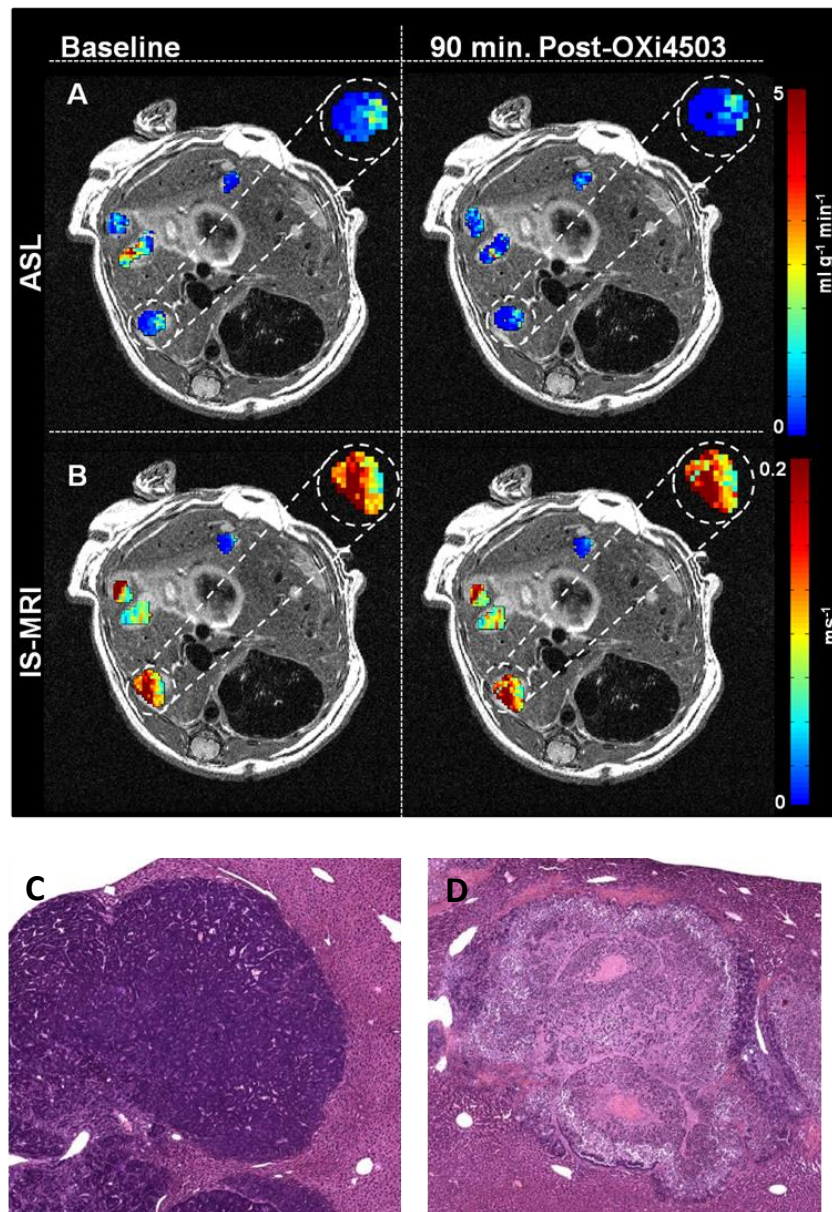 Baseline
90 min. Post-OXi4503
A
ASL
5
0
ml g⁻¹ min⁻¹
B
IS-MRI
0.2
0
ms⁻¹
C
D